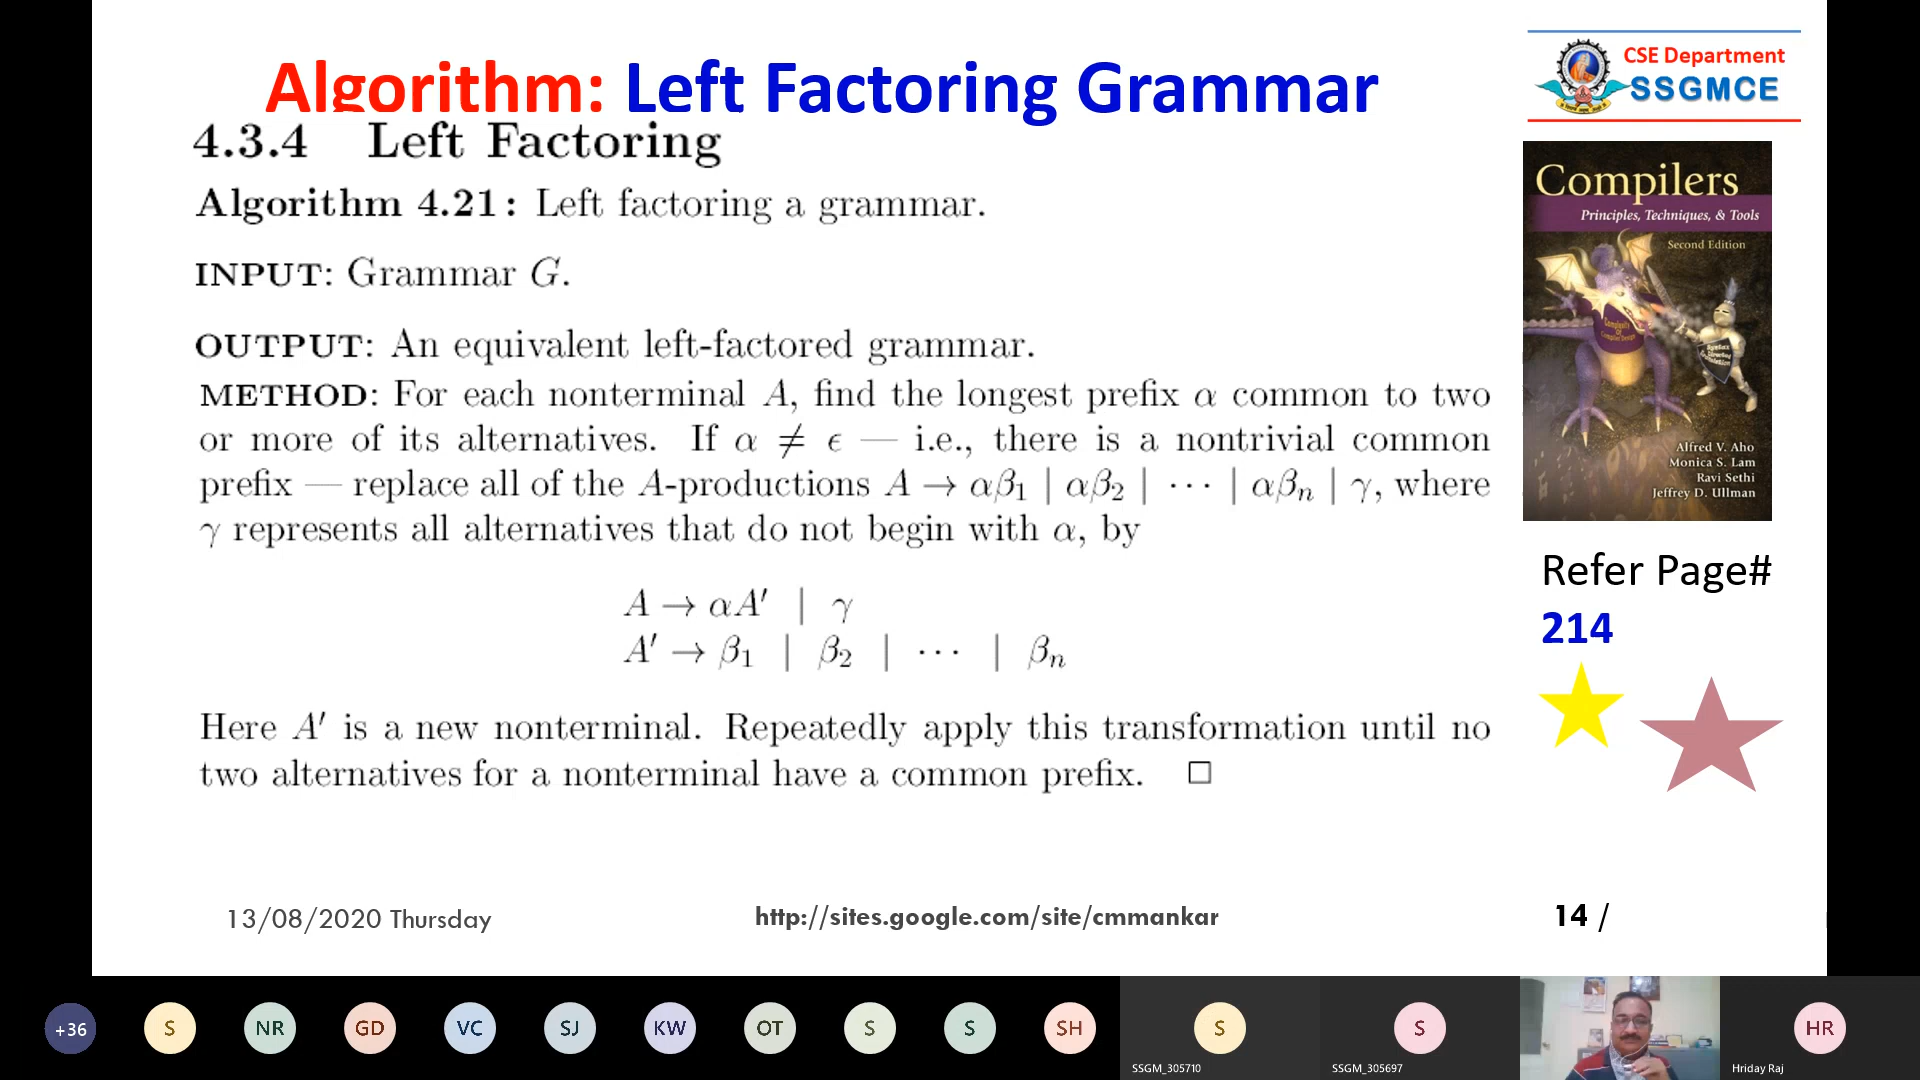 Algorithm: Left Factoring Grammar
CSE Department
SSGMCE
4.3.4 Left Factoring
Algorithm 4.21: Left factoring a grammar.
INPUT: Grammar G.
OUTPUT: An equivalent left-factored grammar.
METHOD: For each nonterminal A, find the longest prefix α common to two
or more of its alternatives. If α ≠ ϵ — i.e., there is a nontrivial common
prefix — replace all of the A-productions A → αβ₁ | αβ₂ | ··· | αβₙ | γ, where
γ represents all alternatives that do not begin with α, by
A → αA′ | γ
A′ → β₁ | β₂ | ··· | βₙ
Here A′ is a new nonterminal. Repeatedly apply this transformation until no
two alternatives for a nonterminal have a common prefix. □
Compilers
Principles, Techniques, & Tools
Second Edition
Alfred V. Aho
Monica S. Lam
Ravi Sethi
Jeffrey D. Ullman
Refer Page#
214
13/08/2020 Thursday
http://sites.google.com/site/cmmankar
14 /
+36
S
NR
GD
VC
SJ
KW
OT
S
S
SH
S
SSGM_305710
S
SSGM_305697
HR
Hriday Raj